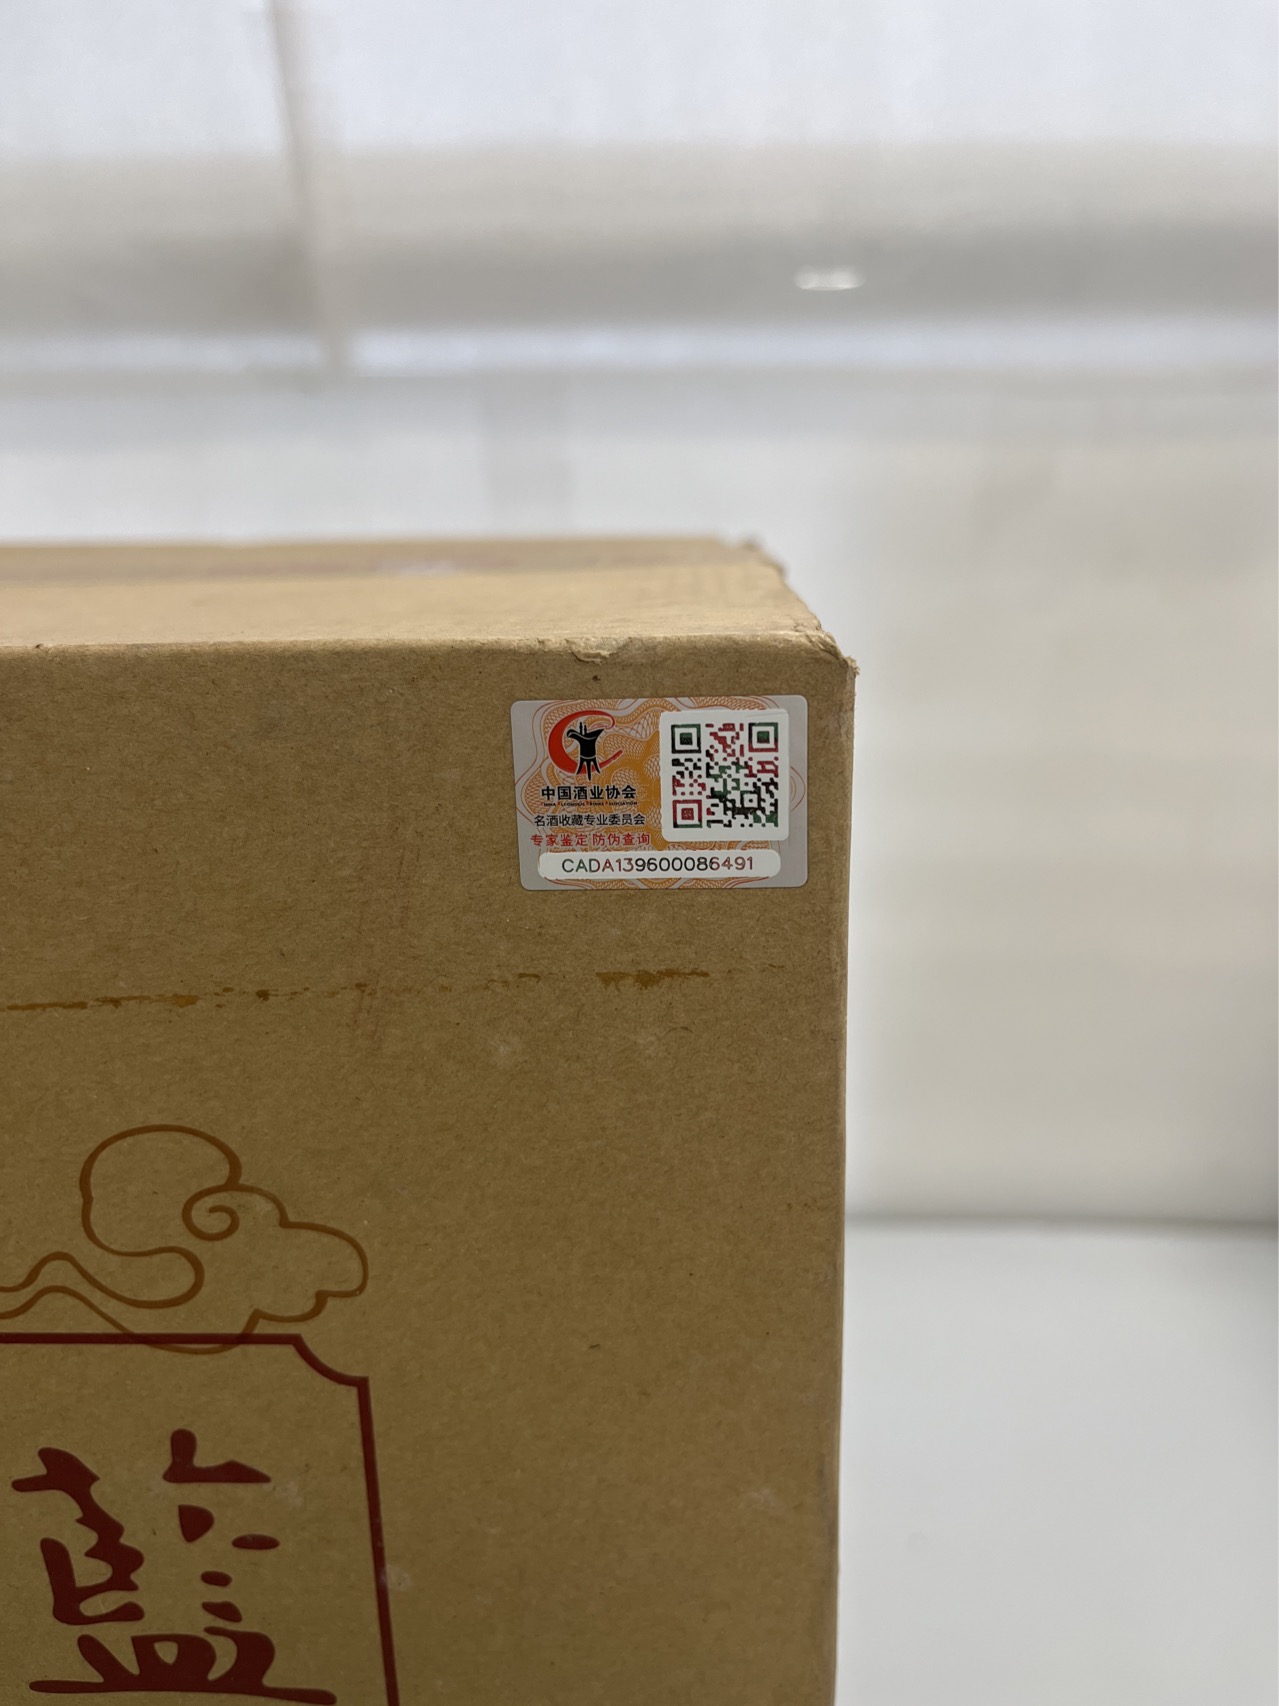 中国酒业协会
名酒收藏专业委员会
专家鉴定 防伪查询
CADA139600086491